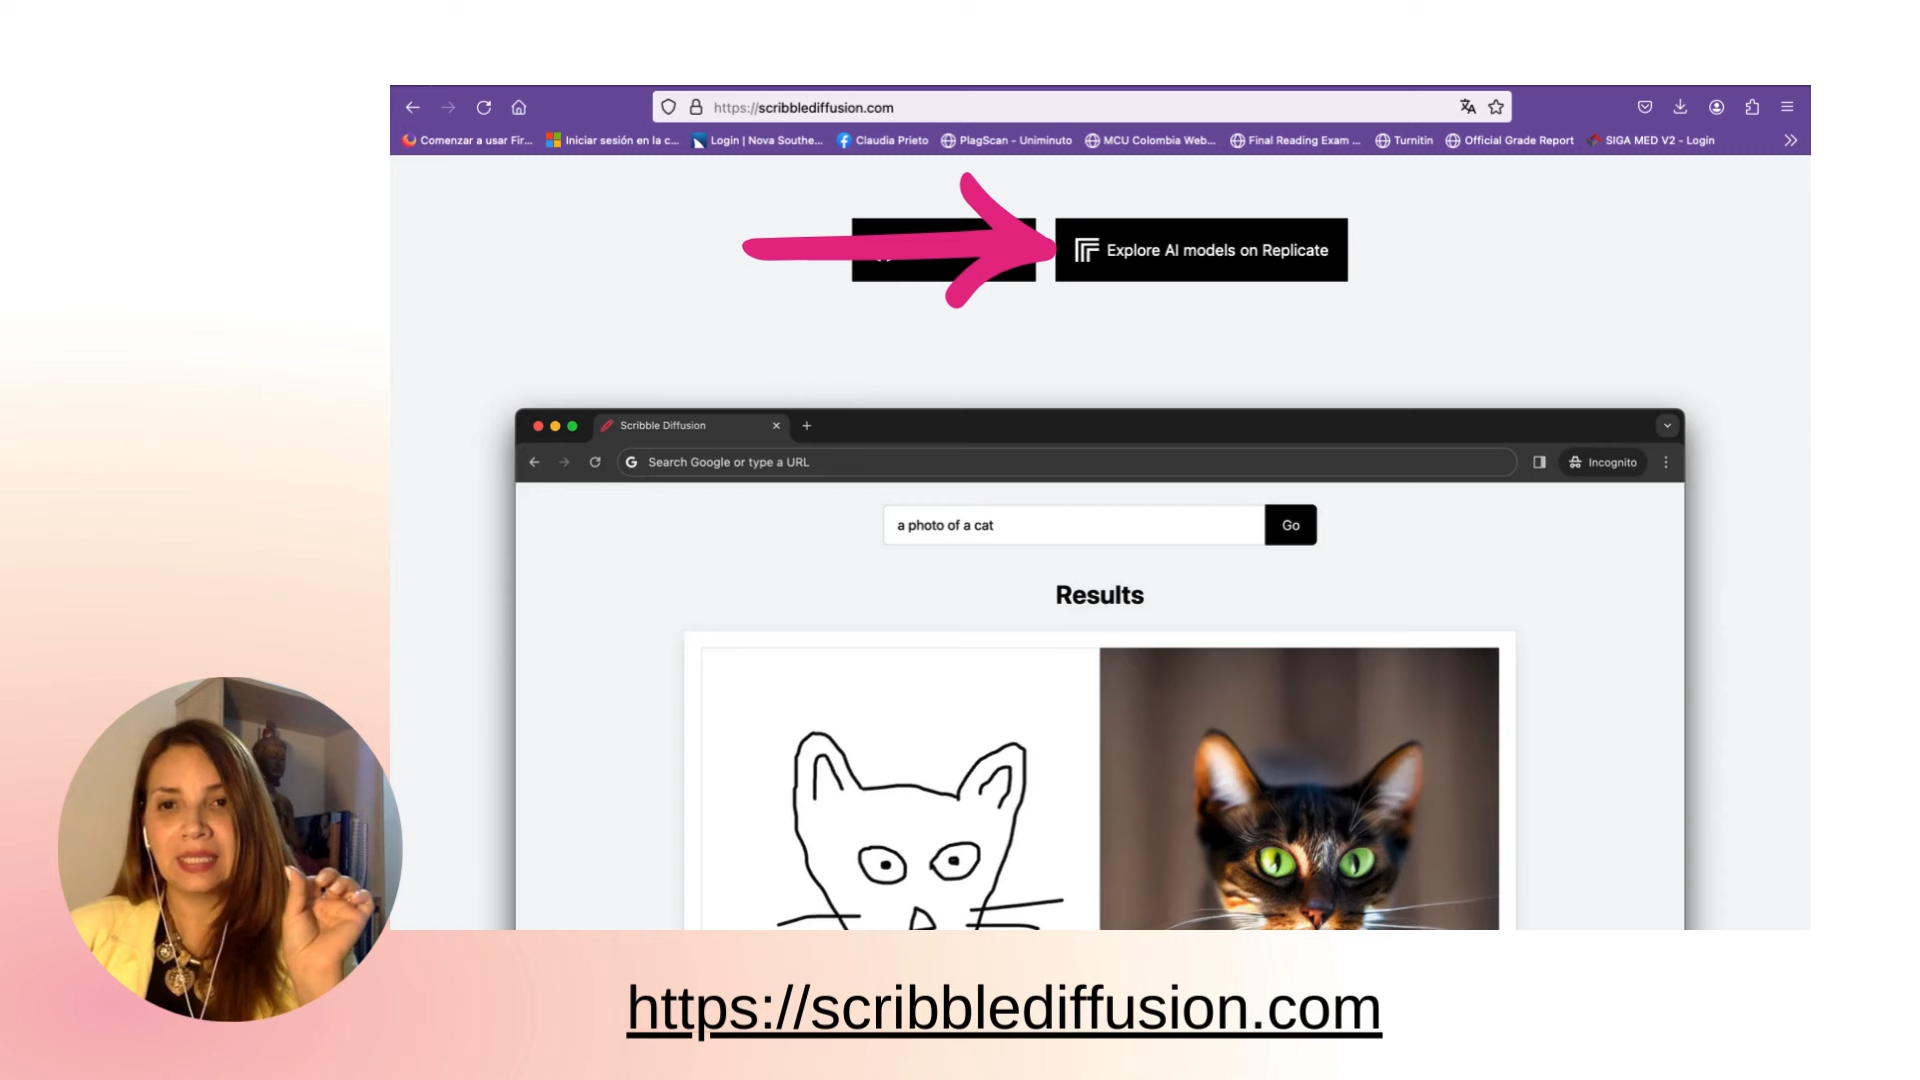 https://scribblediffusion.com
Comenzar a usar Fir... Iniciar sesión en la c... Login | Nova Southe... Claudia Prieto PlagScan - Uniminuto MCU Colombia Web... Final Reading Exam ... Turnitin Official Grade Report SIGA MED V2 - Login
Explore AI models on Replicate
Scribble Diffusion
Search Google or type a URL
Incognito
a photo of a cat
Go
Results
https://scribblediffusion.com